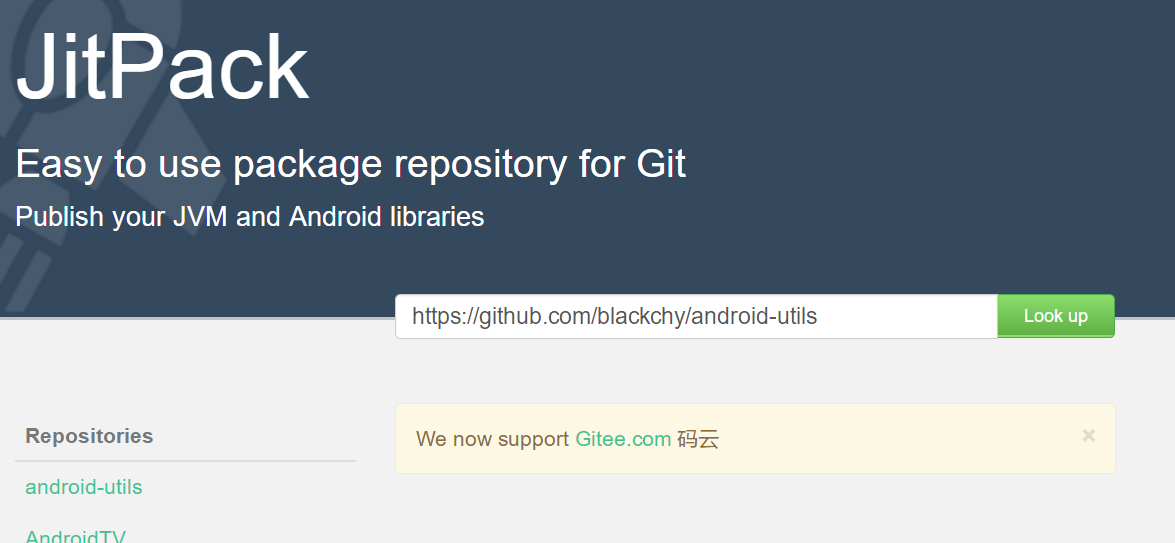 JitPack
Easy to use package repository for Git
Publish your JVM and Android libraries
https://github.com/blackchy/android-utils
Look up
Repositories
We now support Gitee.com 码云
×
android-utils
AndroidTV